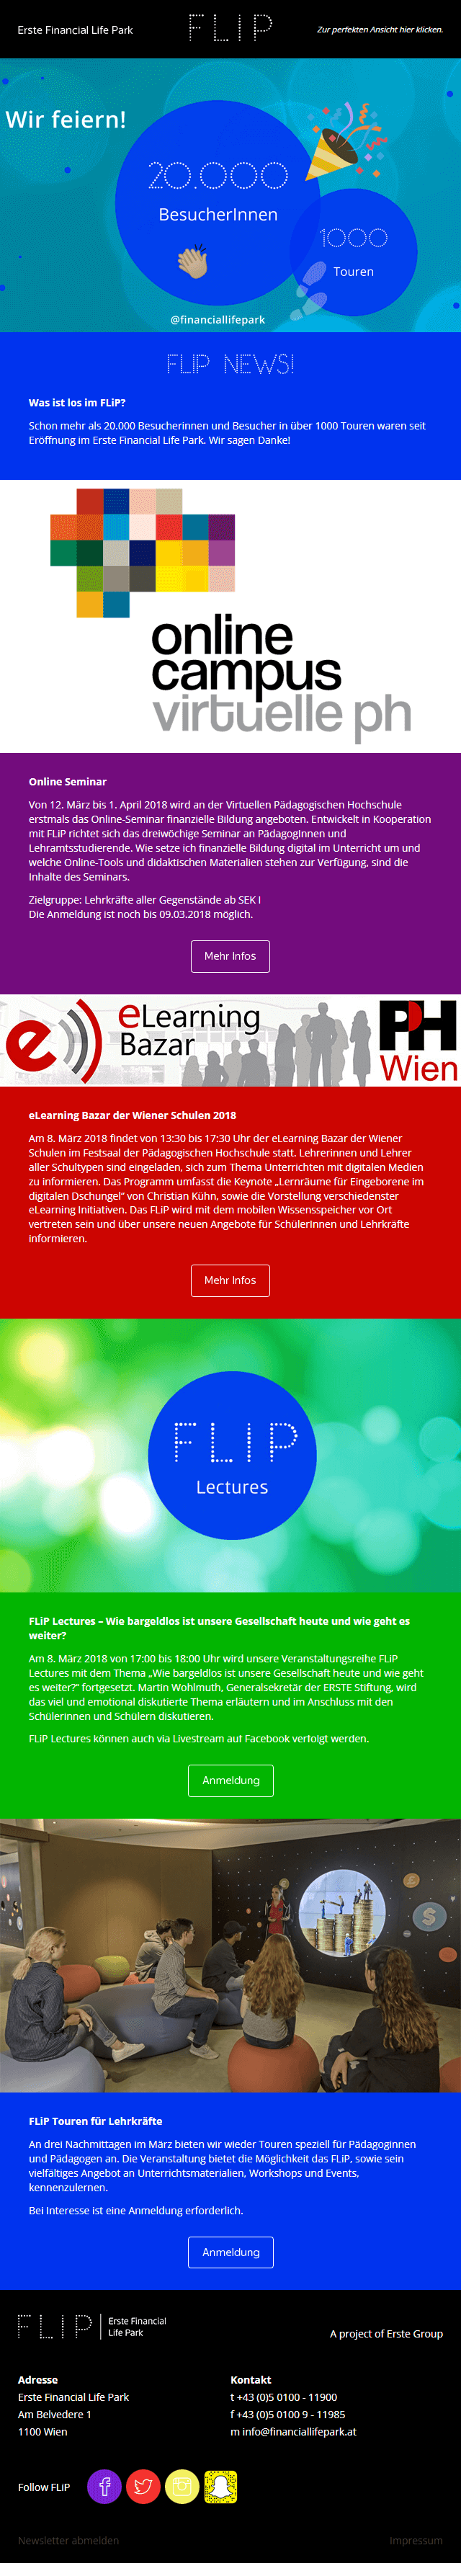 Erste Financial Life Park
FLIP
Zur perfekten Ansicht hier klicken.
Wir feiern!
20.000
BesucherInnen
1000
Touren
@financiallifepark
FLIP NEWS!
Was ist los im FLiP?
Schon mehr als 20.000 Besucherinnen und Besucher in über 1000 Touren waren seit
Eröffnung im Erste Financial Life Park. Wir sagen Danke!
online
campus
virtuelle ph
Online Seminar
Von 12. März bis 1. April 2018 wird an der Virtuellen Pädagogischen Hochschule
erstmals das Online-Seminar finanzielle Bildung angeboten. Entwickelt in Kooperation
mit FLiP richtet sich das dreiwöchige Seminar an PädagogInnen und
Lehramtsstudierende. Wie setze ich finanzielle Bildung digital im Unterricht um und
welche Online-Tools und didaktischen Materialien stehen zur Verfügung, sind die
Inhalte des Seminars.
Zielgruppe: Lehrkräfte aller Gegenstände ab SEK I
Die Anmeldung ist noch bis 09.03.2018 möglich.
Mehr Infos
e eLearning
Bazar
PH
Wien
eLearning Bazar der Wiener Schulen 2018
Am 8. März 2018 findet von 13:30 bis 17:30 Uhr der eLearning Bazar der Wiener
Schulen im Festsaal der Pädagogischen Hochschule statt. Lehrerinnen und Lehrer
aller Schultypen sind eingeladen, sich zum Thema Unterrichten mit digitalen Medien
zu informieren. Das Programm umfasst die Keynote „Lernräume für Eingeborene im
digitalen Dschungel“ von Christian Kühn, sowie die Vorstellung verschiedenster
eLearning Initiativen. Das FLiP wird mit dem mobilen Wissensspeicher vor Ort
vertreten sein und über unsere neuen Angebote für SchülerInnen und Lehrkräfte
informieren.
Mehr Infos
FLIP
Lectures
FLiP Lectures – Wie bargeldlos ist unsere Gesellschaft heute und wie geht es
weiter?
Am 8. März 2018 von 17:00 bis 18:00 Uhr wird unsere Veranstaltungsreihe FLiP
Lectures mit dem Thema „Wie bargeldlos ist unsere Gesellschaft heute und wie geht
es weiter?“ fortgesetzt. Martin Wohlmuth, Generalsekretär der ERSTE Stiftung, wird
das viel und emotional diskutierte Thema erläutern und im Anschluss mit den
Schülerinnen und Schülern diskutieren.
FLiP Lectures können auch via Livestream auf Facebook verfolgt werden.
Anmeldung
$
FLiP Touren für Lehrkräfte
An drei Nachmittagen im März bieten wir wieder Touren speziell für Pädagoginnen
und Pädagogen an. Die Veranstaltung bietet die Möglichkeit das FLiP, sowie sein
vielfältiges Angebot an Unterrichtsmaterialien, Workshops und Events,
kennenzulernen.
Bei Interesse ist eine Anmeldung erforderlich.
Anmeldung
FLIP
Erste Financial
Life Park
A project of Erste Group
Adresse
Erste Financial Life Park
Am Belvedere 1
1100 Wien
Kontakt
t +43 (0)5 0100 - 11900
f +43 (0)5 0100 9 - 11985
m info@financiallifepark.at
Follow FLiP
Newsletter abmelden
Impressum